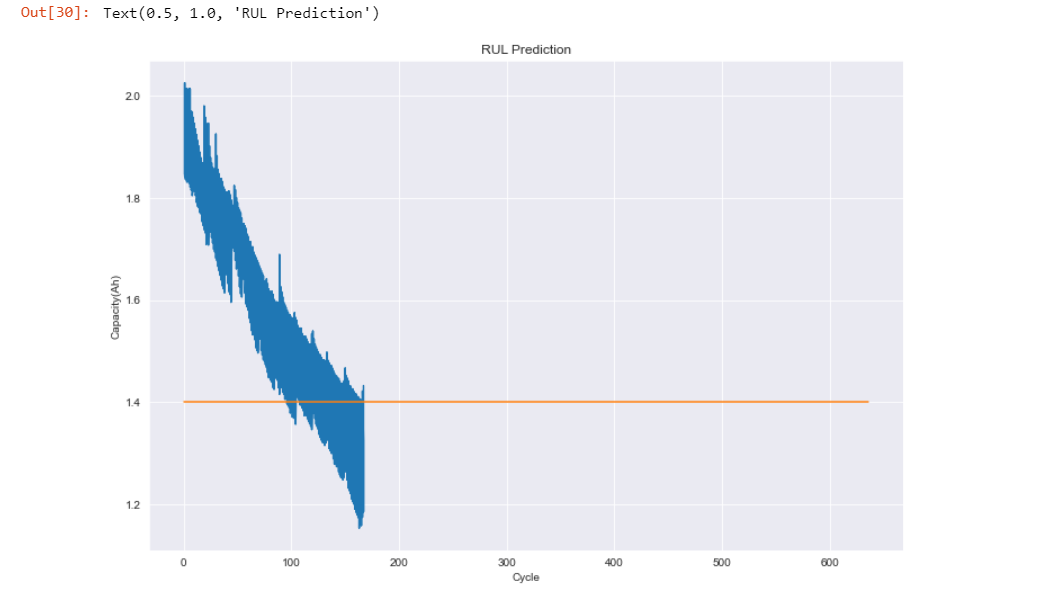 Out[30]: Text(0.5, 1.0, 'RUL Prediction')
RUL Prediction
2.0
1.8
1.6
1.4
1.2
Capacity(Ah)
0 100 200 300 400 500 600
Cycle